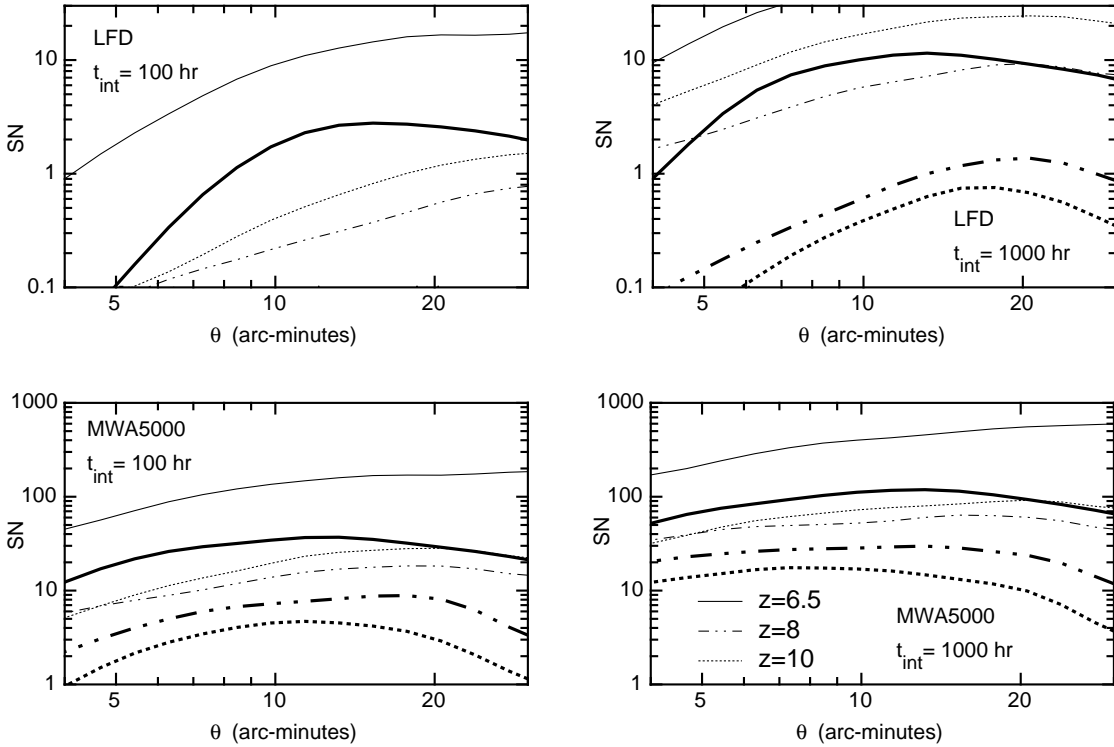 LFD
t_int= 100 hr
10
1
0.1
SN
5
10
20
θ (arc-minutes)
10
1
0.1
SN
LFD
t_int= 1000 hr
5
10
20
θ (arc-minutes)
MWA5000
t_int= 100 hr
1000
100
10
1
SN
5
10
20
θ (arc-minutes)
1000
100
10
1
SN
z=6.5
z=8
z=10
MWA5000
t_int= 1000 hr
5
10
20
θ (arc-minutes)